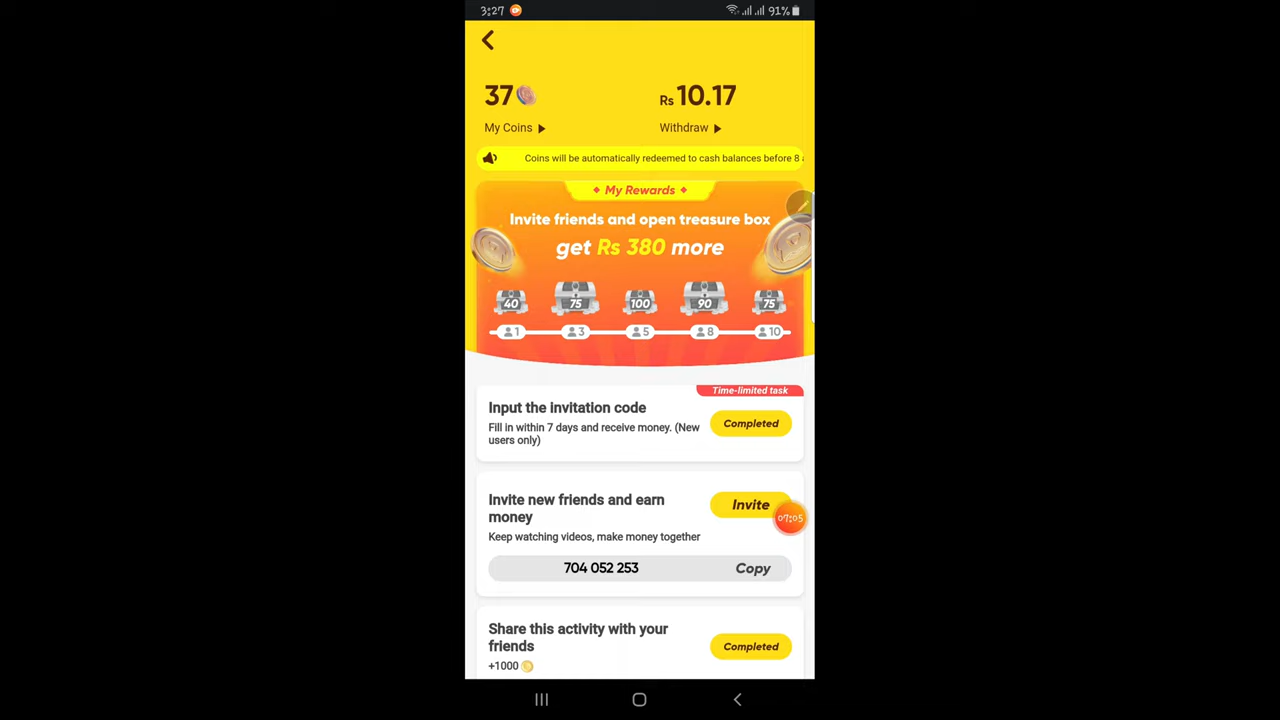 3:27 91%
37 Rs 10.17
My Coins Withdraw
Coins will be automatically redeemed to cash balances before 8
My Rewards
Invite friends and open treasure box
get Rs 380 more
40 75 100 90 75
1 3 5 8 10
Time-limited task
Input the invitation code
Fill in within 7 days and receive money. (New
users only)
Completed
Invite new friends and earn
money
Invite
07:05
Keep watching videos, make money together
704 052 253 Copy
Share this activity with your
friends
Completed
+1000